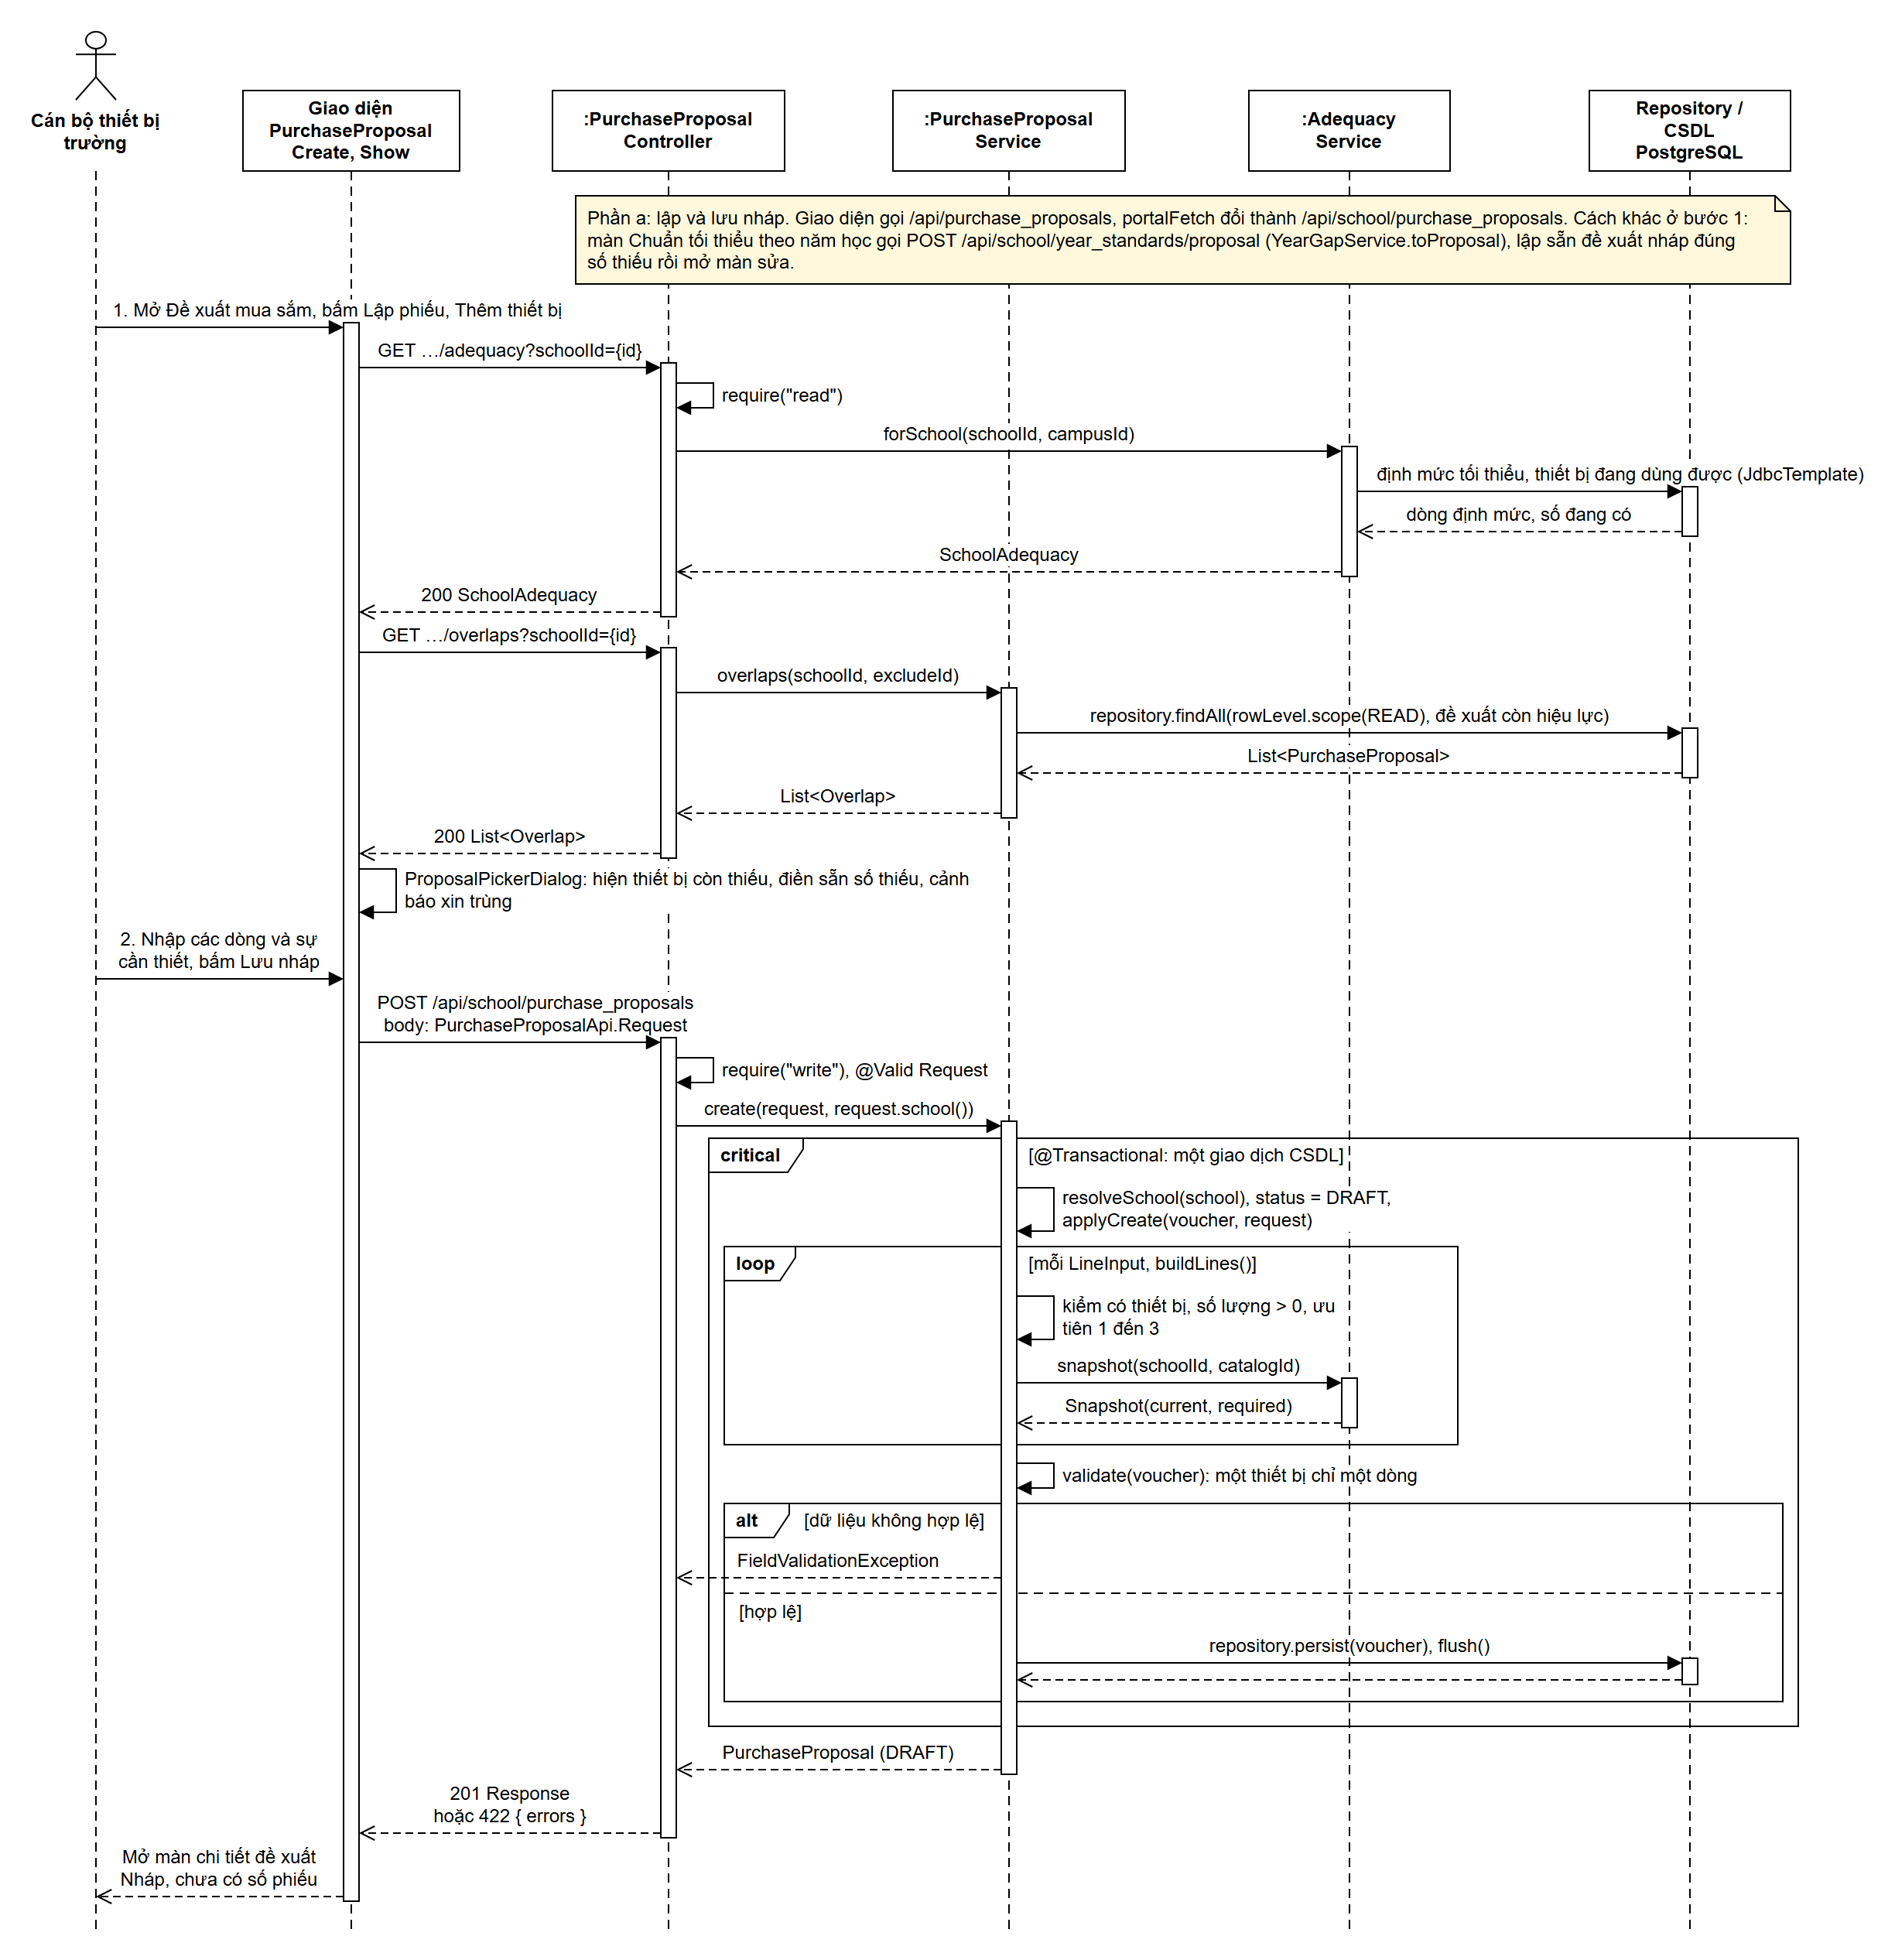 Cán bộ thiết bị
trường
Giao diện
PurchaseProposal
Create, Show
:PurchaseProposal
Controller
:PurchaseProposal
Service
:Adequacy
Service
Repository /
CSDL
PostgreSQL
Phần a: lập và lưu nháp. Giao diện gọi /api/purchase_proposals, portalFetch đổi thành /api/school/purchase_proposals. Cách khác ở bước 1:
màn Chuẩn tối thiểu theo năm học gọi POST /api/school/year_standards/proposal (YearGapService.toProposal), lập sẵn đề xuất nháp đúng
số thiếu rồi mở màn sửa.
1. Mở Đề xuất mua sắm, bấm Lập phiếu, Thêm thiết bị
GET …/adequacy?schoolId={id}
require("read")
forSchool(schoolId, campusId)
định mức tối thiểu, thiết bị đang dùng được (JdbcTemplate)
dòng định mức, số đang có
SchoolAdequacy
200 SchoolAdequacy
GET …/overlaps?schoolId={id}
overlaps(schoolId, excludeId)
repository.findAll(rowLevel.scope(READ), đề xuất còn hiệu lực)
List<PurchaseProposal>
List<Overlap>
200 List<Overlap>
ProposalPickerDialog: hiện thiết bị còn thiếu, điền sẵn số thiếu, cảnh
báo xin trùng
2. Nhập các dòng và sự
cần thiết, bấm Lưu nháp
POST /api/school/purchase_proposals
body: PurchaseProposalApi.Request
require("write"), @Valid Request
create(request, request.school())
critical
[@Transactional: một giao dịch CSDL]
resolveSchool(school), status = DRAFT,
applyCreate(voucher, request)
loop
[mỗi LineInput, buildLines()]
kiểm có thiết bị, số lượng > 0, ưu
tiên 1 đến 3
snapshot(schoolId, catalogId)
Snapshot(current, required)
validate(voucher): một thiết bị chỉ một dòng
alt
[dữ liệu không hợp lệ]
FieldValidationException
[hợp lệ]
repository.persist(voucher), flush()
PurchaseProposal (DRAFT)
201 Response
hoặc 422 { errors }
Mở màn chi tiết đề xuất
Nháp, chưa có số phiếu